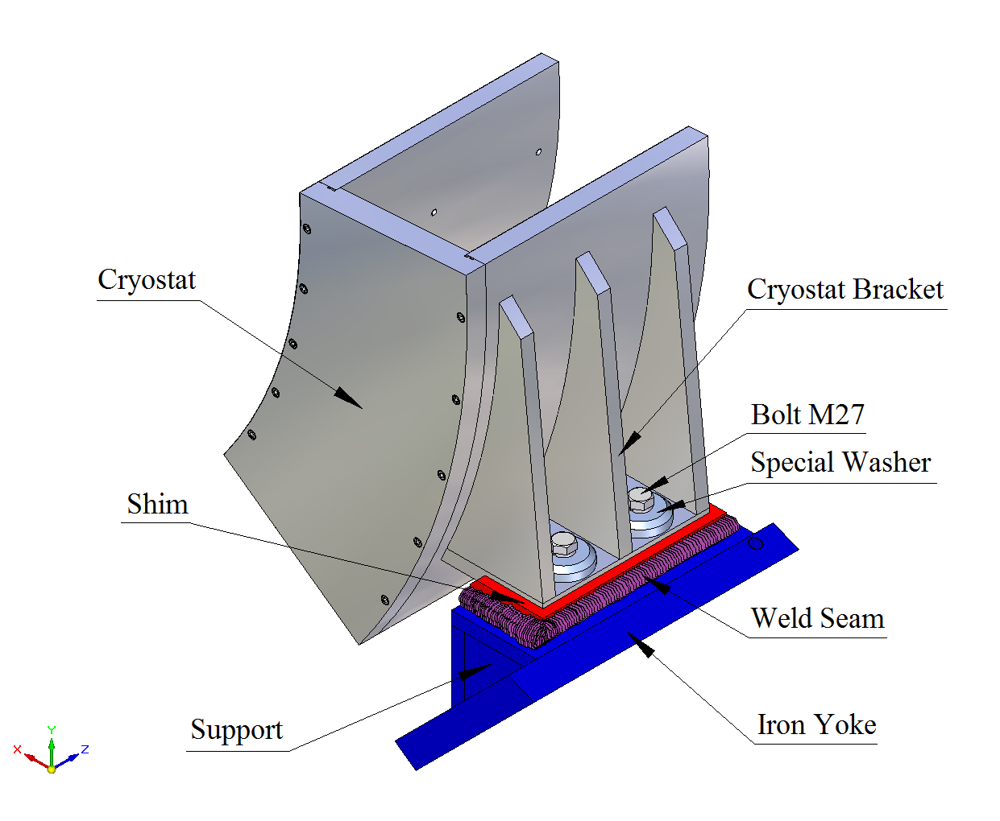 Cryostat
Cryostat Bracket
Bolt M27
Special Washer
Shim
Weld Seam
Support
Iron Yoke
Y
X
Z